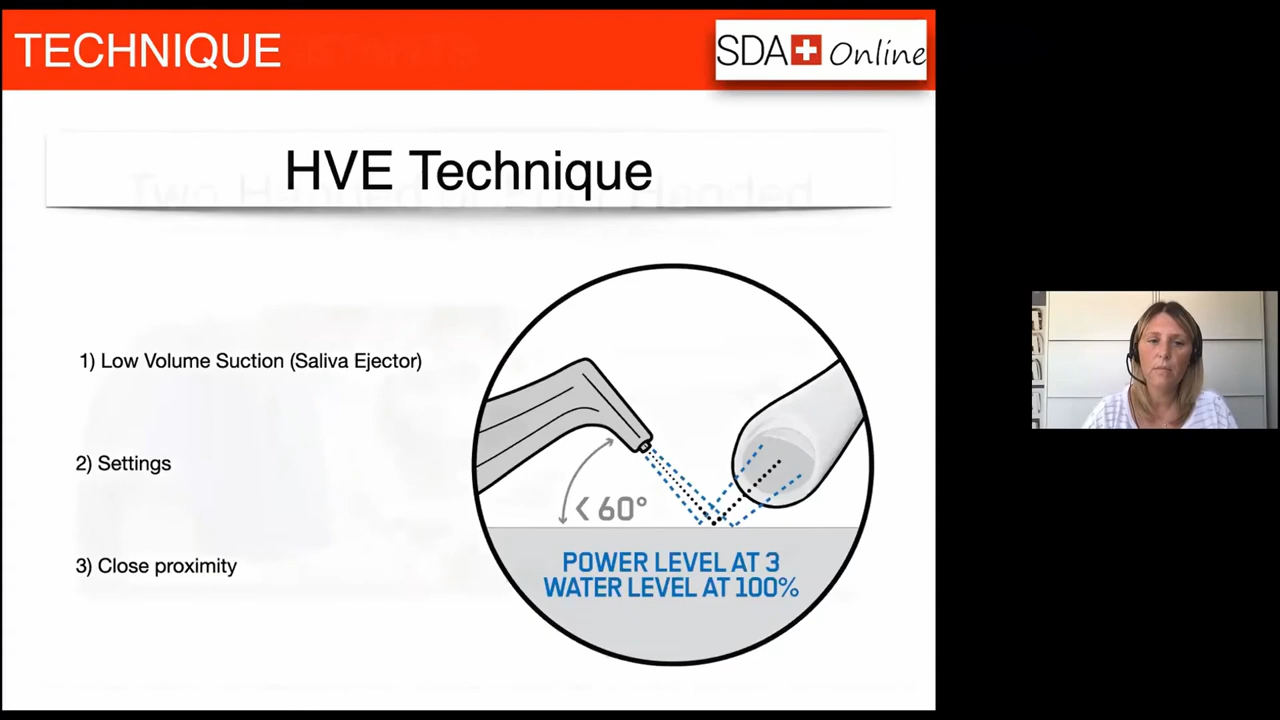 TECHNIQUE
SDA Online
HVE Technique
1) Low Volume Suction (Saliva Ejector)
2) Settings
3) Close proximity
< 60°
POWER LEVEL AT 3
WATER LEVEL AT 100%